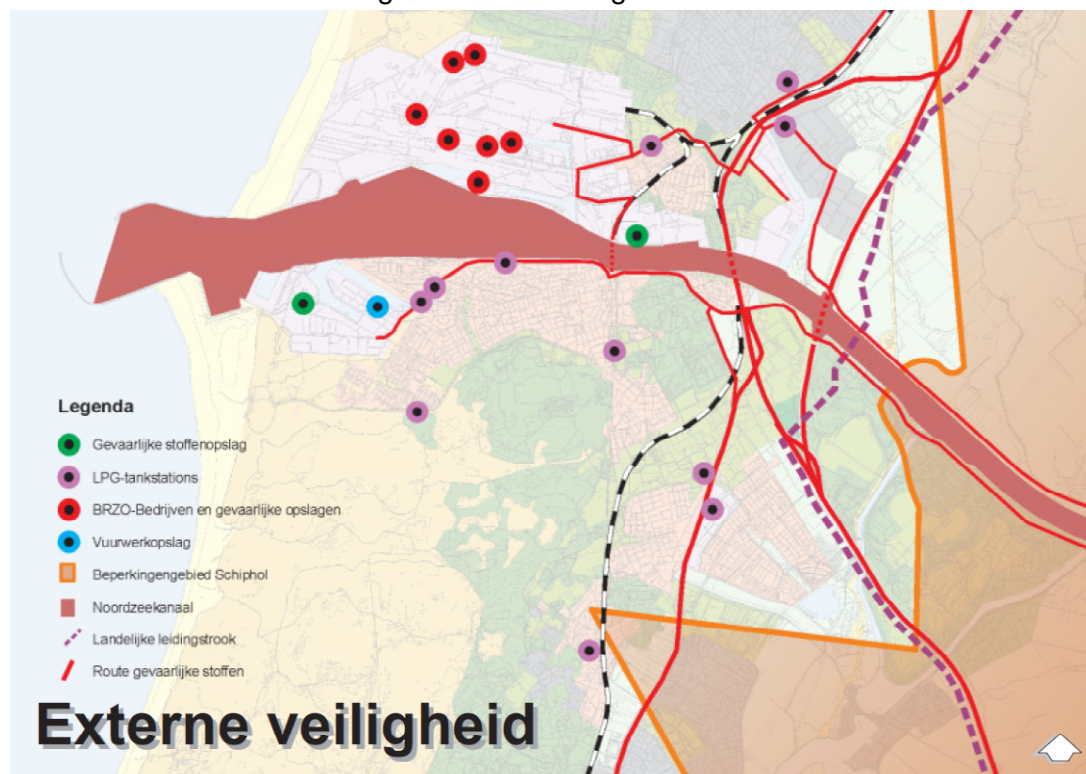 Legenda
Gevaarlijke stoffenopslag
LPG-tankstations
BRZO-Bedrijven en gevaarlijke opslagen
Vuurwerkopslag
Beperkingengebied Schiphol
Noordzeekanaal
Landelijke leidingstrook
Route gevaarlijke stoffen
Externe veiligheid